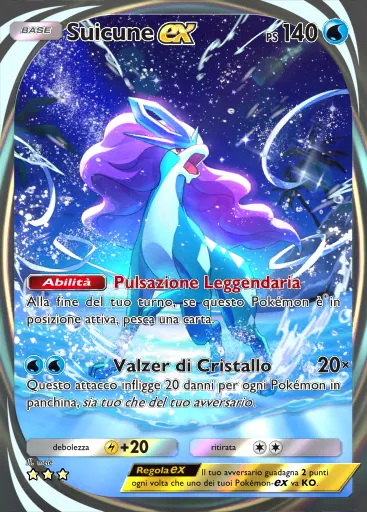 BASE Suicune ex PS 140
Abilità Pulsazione Leggendaria
Alla fine del tuo turno, se questo Pokémon è in
posizione attiva, pesca una carta.
Valzer di Cristallo 20×
Questo attacco infligge 20 danni per ogni Pokémon in
panchina, sia tuo che del tuo avversario.
debolezza +20 ritirata
Regola ex Il tuo avversario guadagna 2 punti
ogni volta che uno dei tuoi Pokémon-ex va KO.